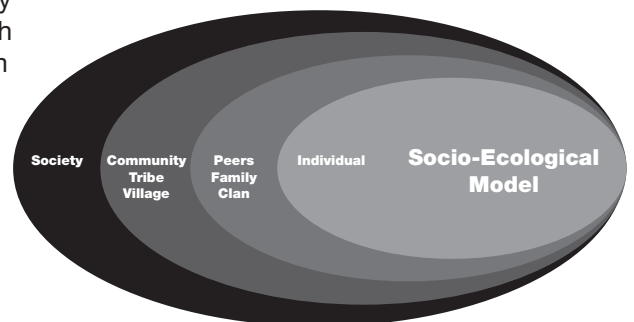 Society
Community
Tribe
Village
Peers
Family
Clan
Individual
Socio-Ecological
Model